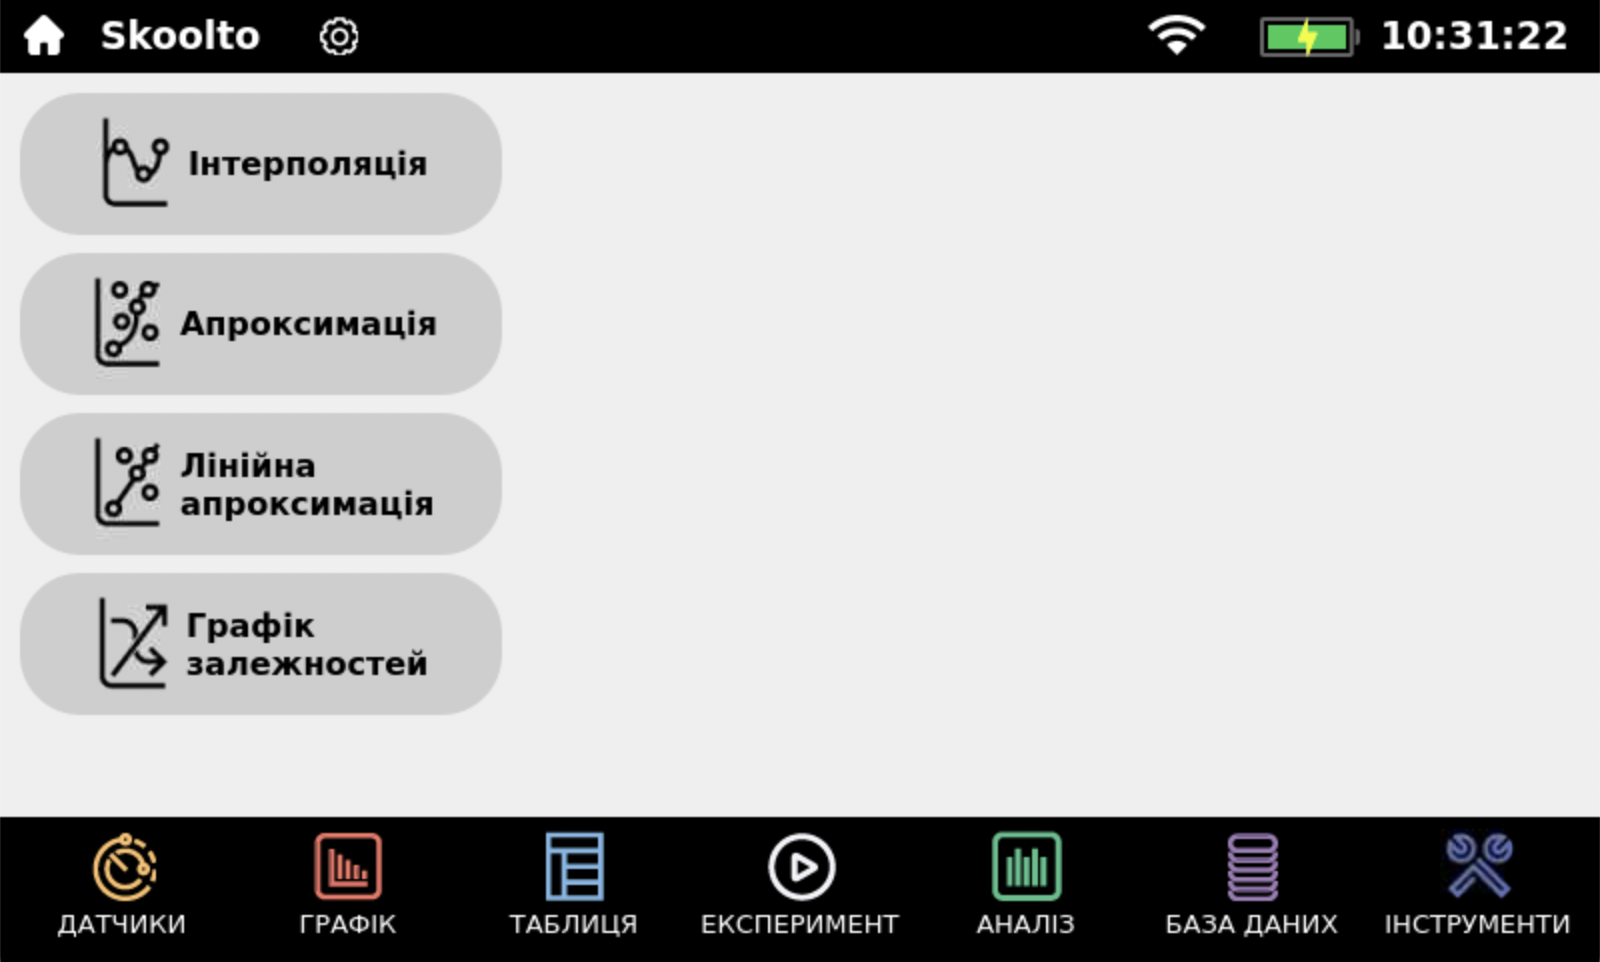 Skoolto
10:31:22
Інтерполяція
Апроксимація
Лінійна
апроксимація
Графік
залежностей
ДАТЧИКИ
ГРАФІК
ТАБЛИЦЯ
ЕКСПЕРИМЕНТ
АНАЛІЗ
БАЗА ДАНИХ
ІНСТРУМЕНТИ